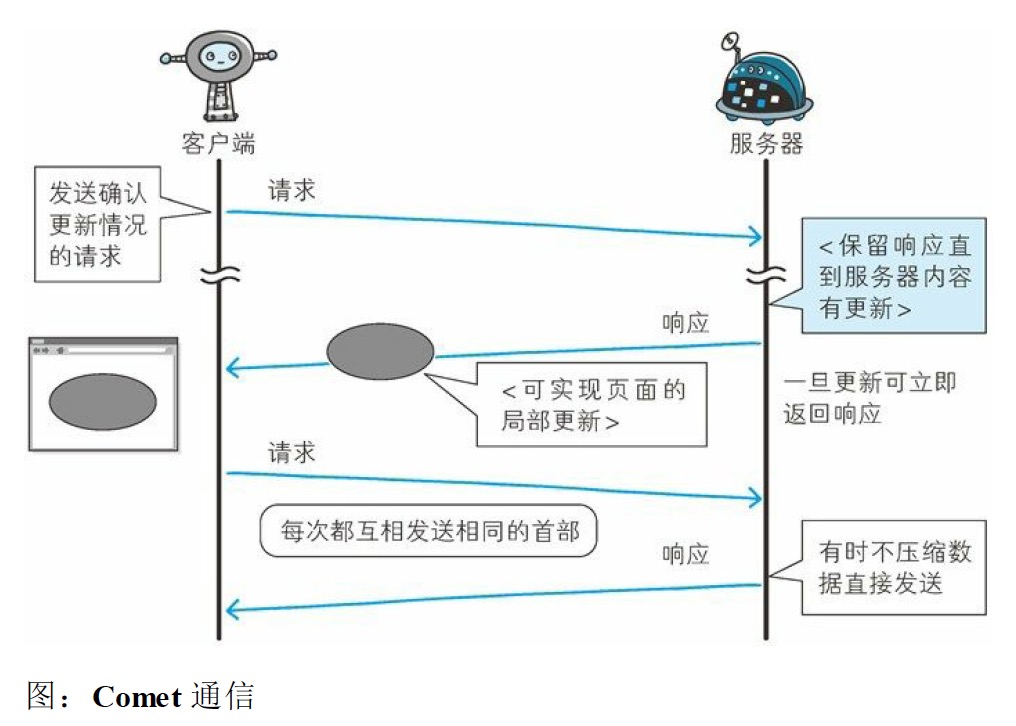 客户端
服务器
发送确认
更新情况
的请求
请求
<保留响应直
到服务器内容
有更新>
响应
<可实现页面的
局部更新>
一旦更新可立即
返回响应
请求
每次都互相发送相同的首部
响应
有时不压缩数
据直接发送
图：Comet 通信